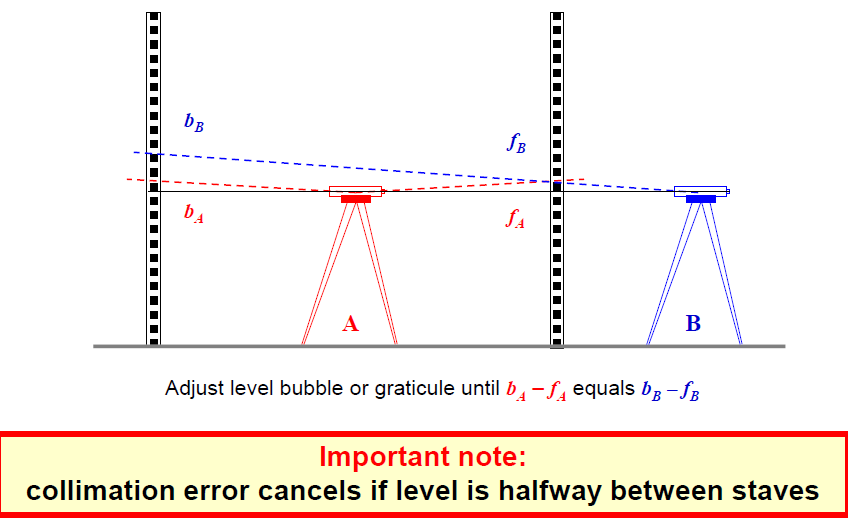 b_B
f_B
b_A
f_A
A
B
Adjust level bubble or graticule until b_A – f_A equals b_B – f_B
Important note:
collimation error cancels if level is halfway between staves